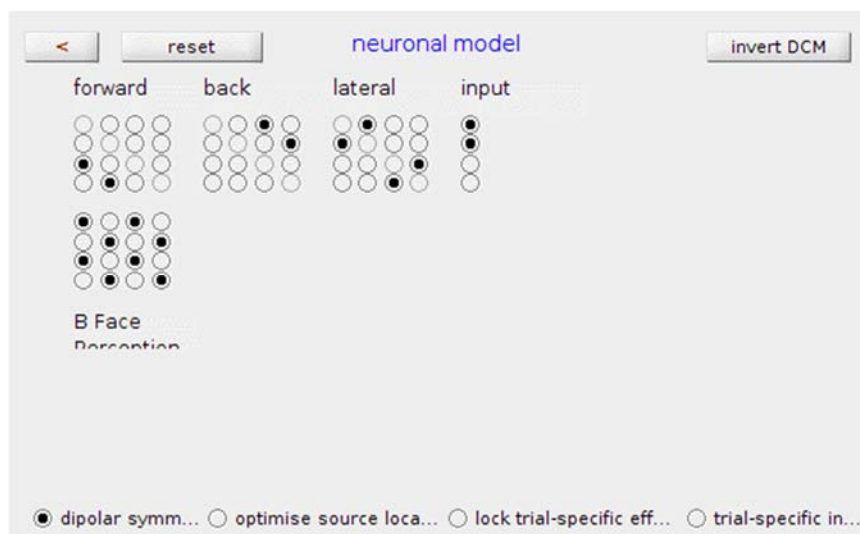 < reset neuronal model invert DCM
forward back lateral input
B Face
Perception
dipolar symm... optimise source loca... lock trial-specific eff... trial-specific in...